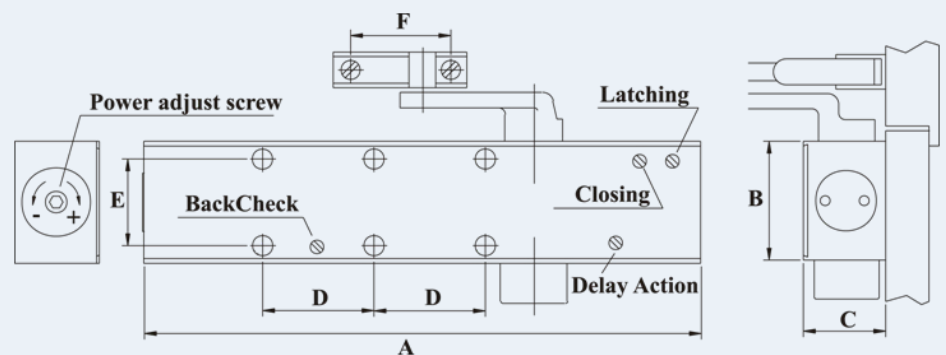 F
Power adjust screw
Latching
- +
E
BackCheck
Closing
B
Delay Action
D
D
C
A